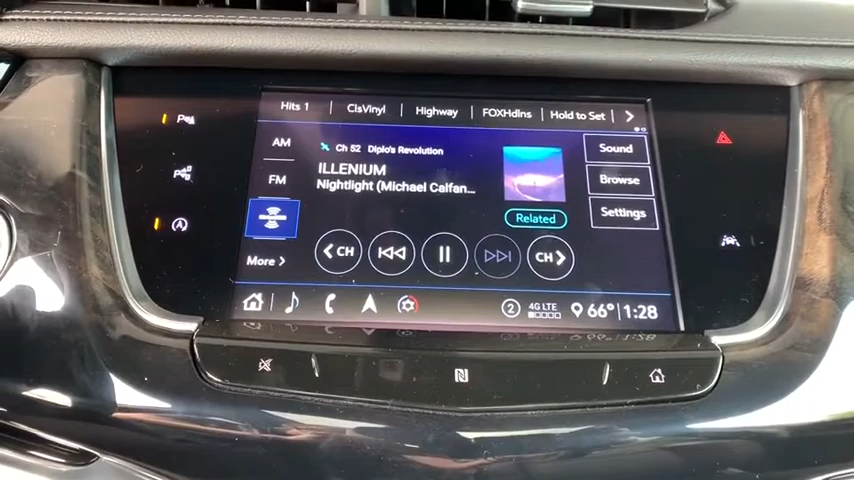 Hits 1 ClsVinyl Highway FOXHdlns Hold to Set
AM
Ch 52 Diplo's Revolution
Sound
ILLENIUM
FM
Nightlight (Michael Calfan...
Browse
Related
Settings
More
CH
CH
2 4G LTE 66° 1:28